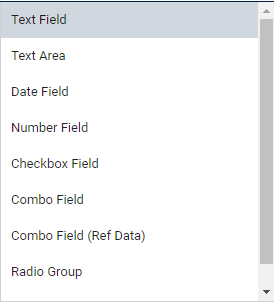 Text Field
Text Area
Date Field
Number Field
Checkbox Field
Combo Field
Combo Field (Ref Data)
Radio Group